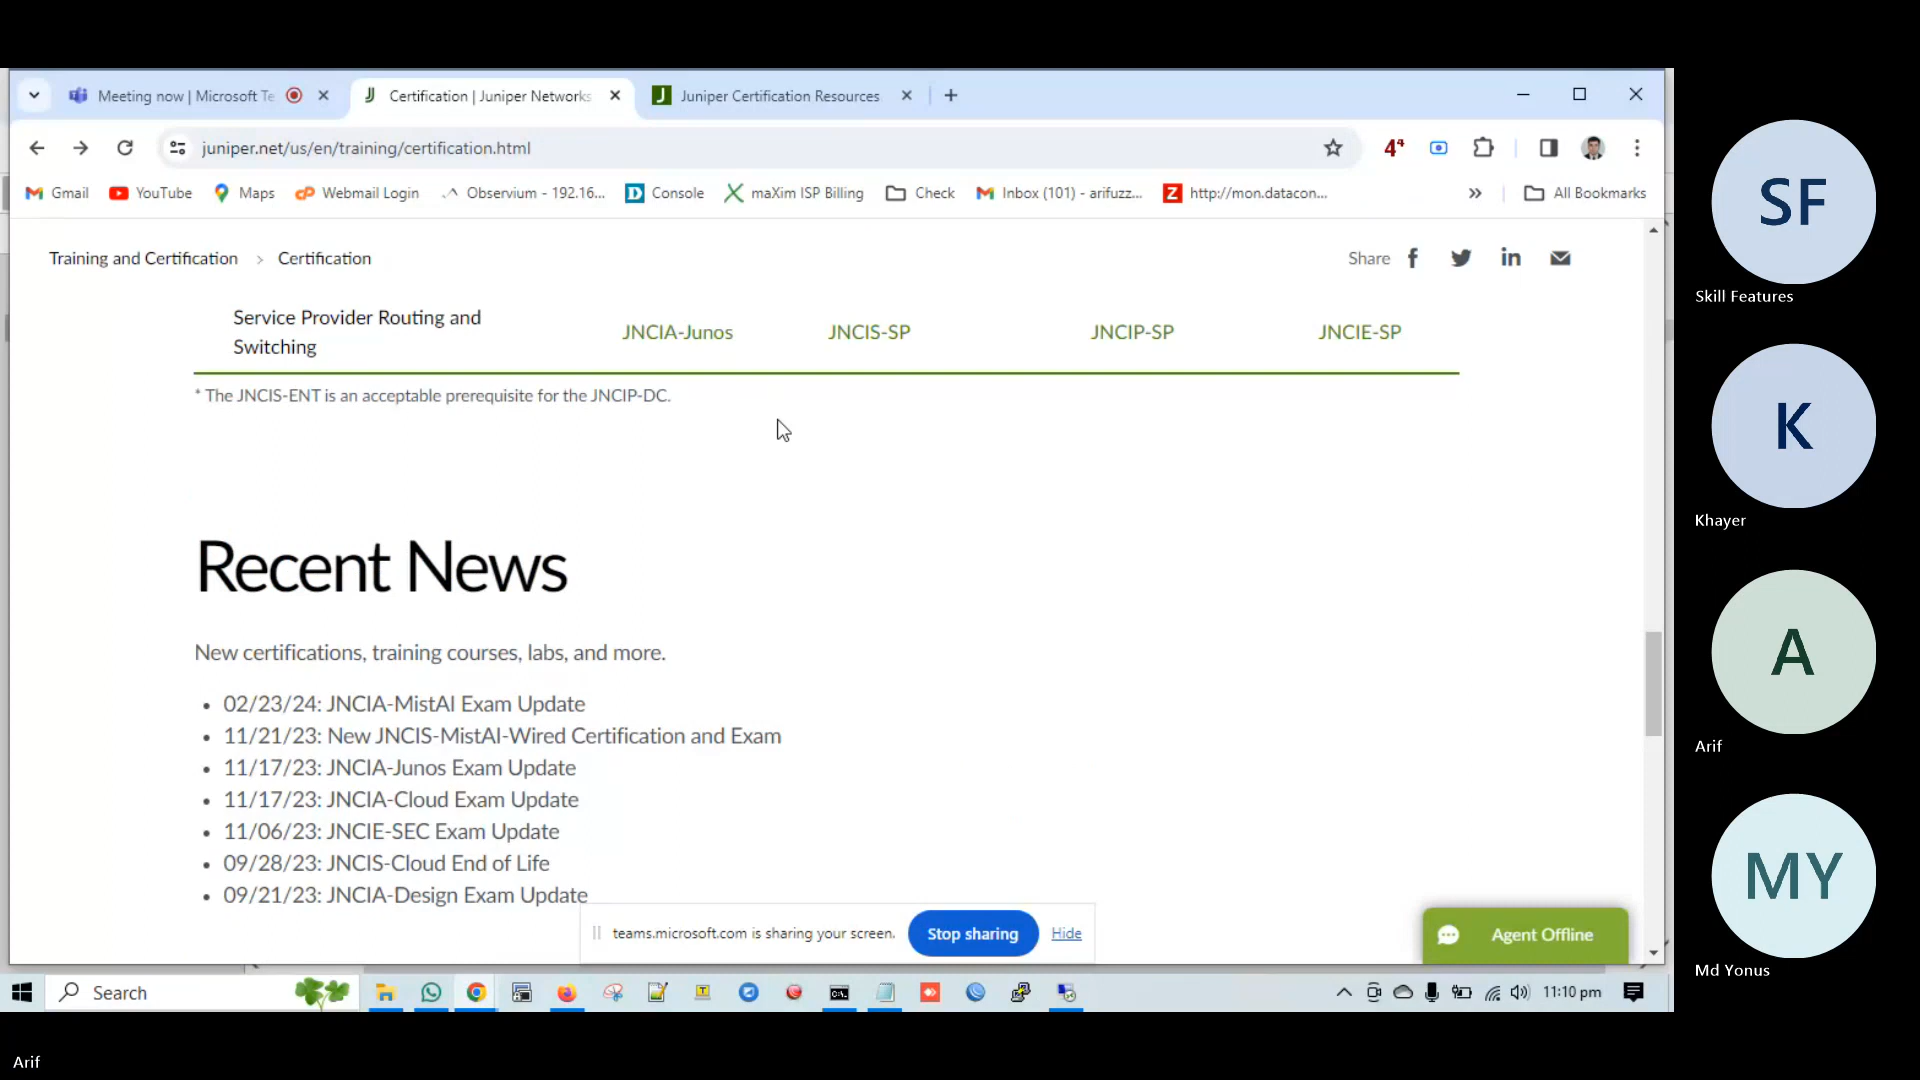 Meeting now | Microsoft Te
Certification | Juniper Networks
Juniper Certification Resources
juniper.net/us/en/training/certification.html
Gmail
YouTube
Maps
Webmail Login
Observium - 192.16...
Console
maXim ISP Billing
Check
Inbox (101) - arifuzz...
http://mon.datacon...
All Bookmarks
Training and Certification > Certification
Share
Service Provider Routing and
Switching
JNCIA-Junos
JNCIS-SP
JNCIP-SP
JNCIE-SP
* The JNCIS-ENT is an acceptable prerequisite for the JNCIP-DC.
Recent News
New certifications, training courses, labs, and more.
• 02/23/24: JNCIA-MistAI Exam Update
• 11/21/23: New JNCIS-MistAI-Wired Certification and Exam
• 11/17/23: JNCIA-Junos Exam Update
• 11/17/23: JNCIA-Cloud Exam Update
• 11/06/23: JNCIE-SEC Exam Update
• 09/28/23: JNCIS-Cloud End of Life
• 09/21/23: JNCIA-Design Exam Update
teams.microsoft.com is sharing your screen.
Stop sharing
Hide
Agent Offline
Search
11:10 pm
SF
Skill Features
K
Khayer
A
Arif
MY
Md Yonus
Arif